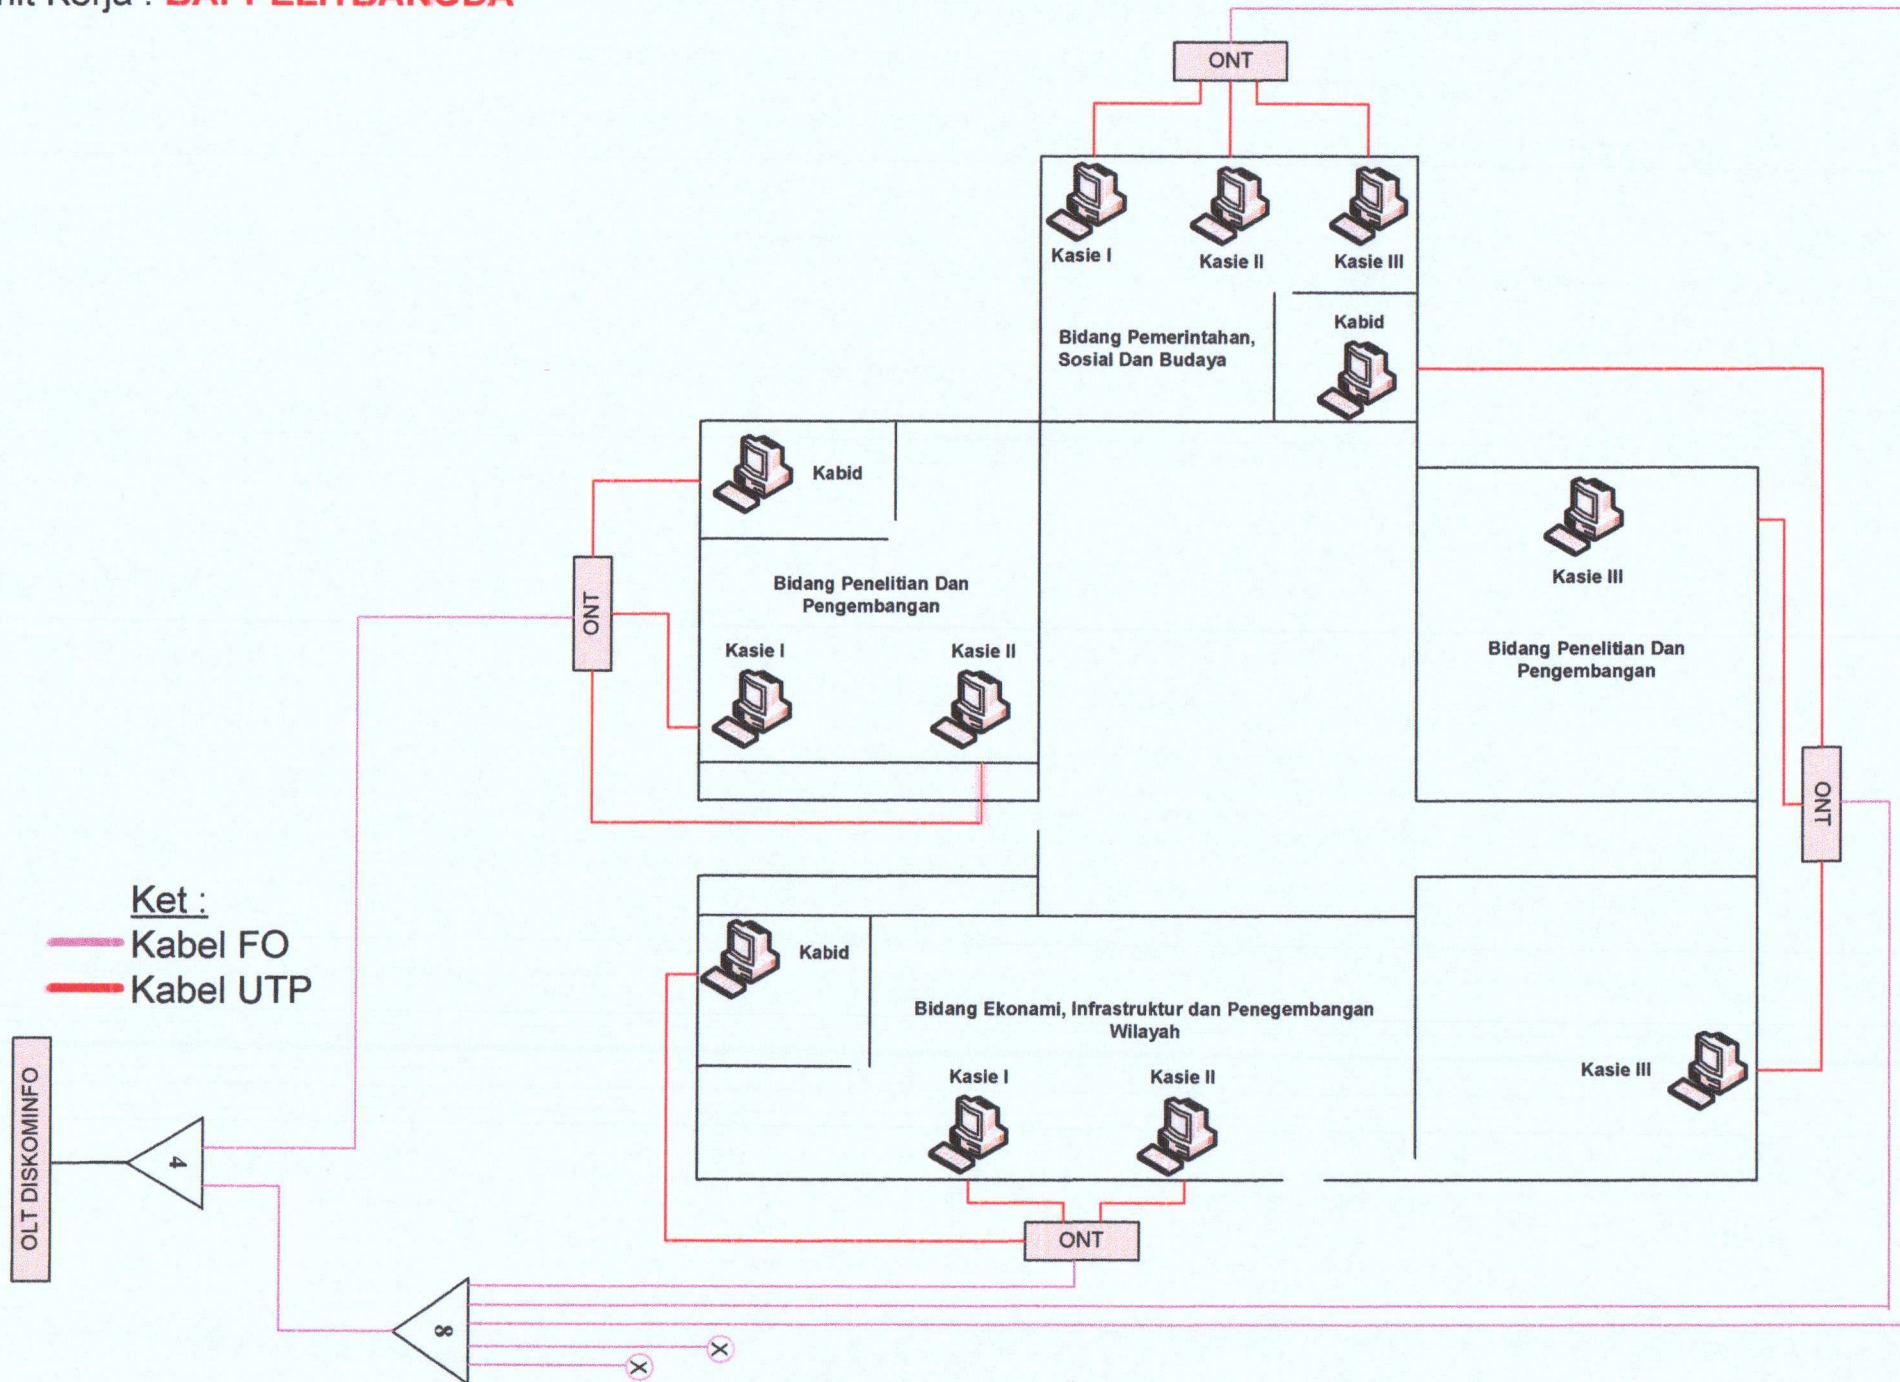 Kerja :
ONT
Kasie I
Kasie II
Kasie III
Kabid
Bidang Pemerintahan,
Sosial Dan Budaya
Kabid
Bidang Penelitian Dan
Pengembangan
ONT
Kasie I
Kasie II
Kasie III
Bidang Penelitian Dan
Pengembangan
ONT
Ket :
Kabel FO
Kabel UTP
Kabid
Bidang Ekonami, Infrastruktur dan Penegembangan
Wilayah
Kasie I
Kasie II
Kasie III
OLT DISKOMINFO
4
ONT
8
X
X